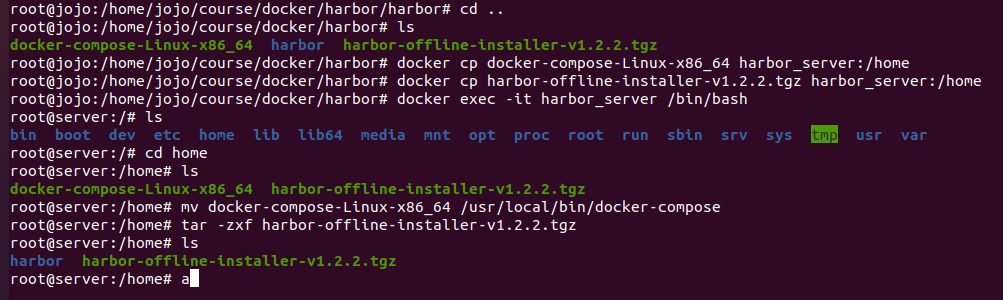 root@jojo:/home/jojo/course/docker/harbor/harbor# cd ..
root@jojo:/home/jojo/course/docker/harbor# ls
docker-compose-Linux-x86_64  harbor  harbor-offline-installer-v1.2.2.tgz
root@jojo:/home/jojo/course/docker/harbor# docker cp docker-compose-Linux-x86_64 harbor_server:/home
root@jojo:/home/jojo/course/docker/harbor# docker cp harbor-offline-installer-v1.2.2.tgz harbor_server:/home
root@jojo:/home/jojo/course/docker/harbor# docker exec -it harbor_server /bin/bash
root@server:/# ls
bin  boot  dev  etc  home  lib  lib64  media  mnt  opt  proc  root  run  sbin  srv  sys  tmp  usr  var
root@server:/# cd home
root@server:/home# ls
docker-compose-Linux-x86_64  harbor-offline-installer-v1.2.2.tgz
root@server:/home# mv docker-compose-Linux-x86_64 /usr/local/bin/docker-compose
root@server:/home# tar -zxf harbor-offline-installer-v1.2.2.tgz
root@server:/home# ls
harbor  harbor-offline-installer-v1.2.2.tgz
root@server:/home# a